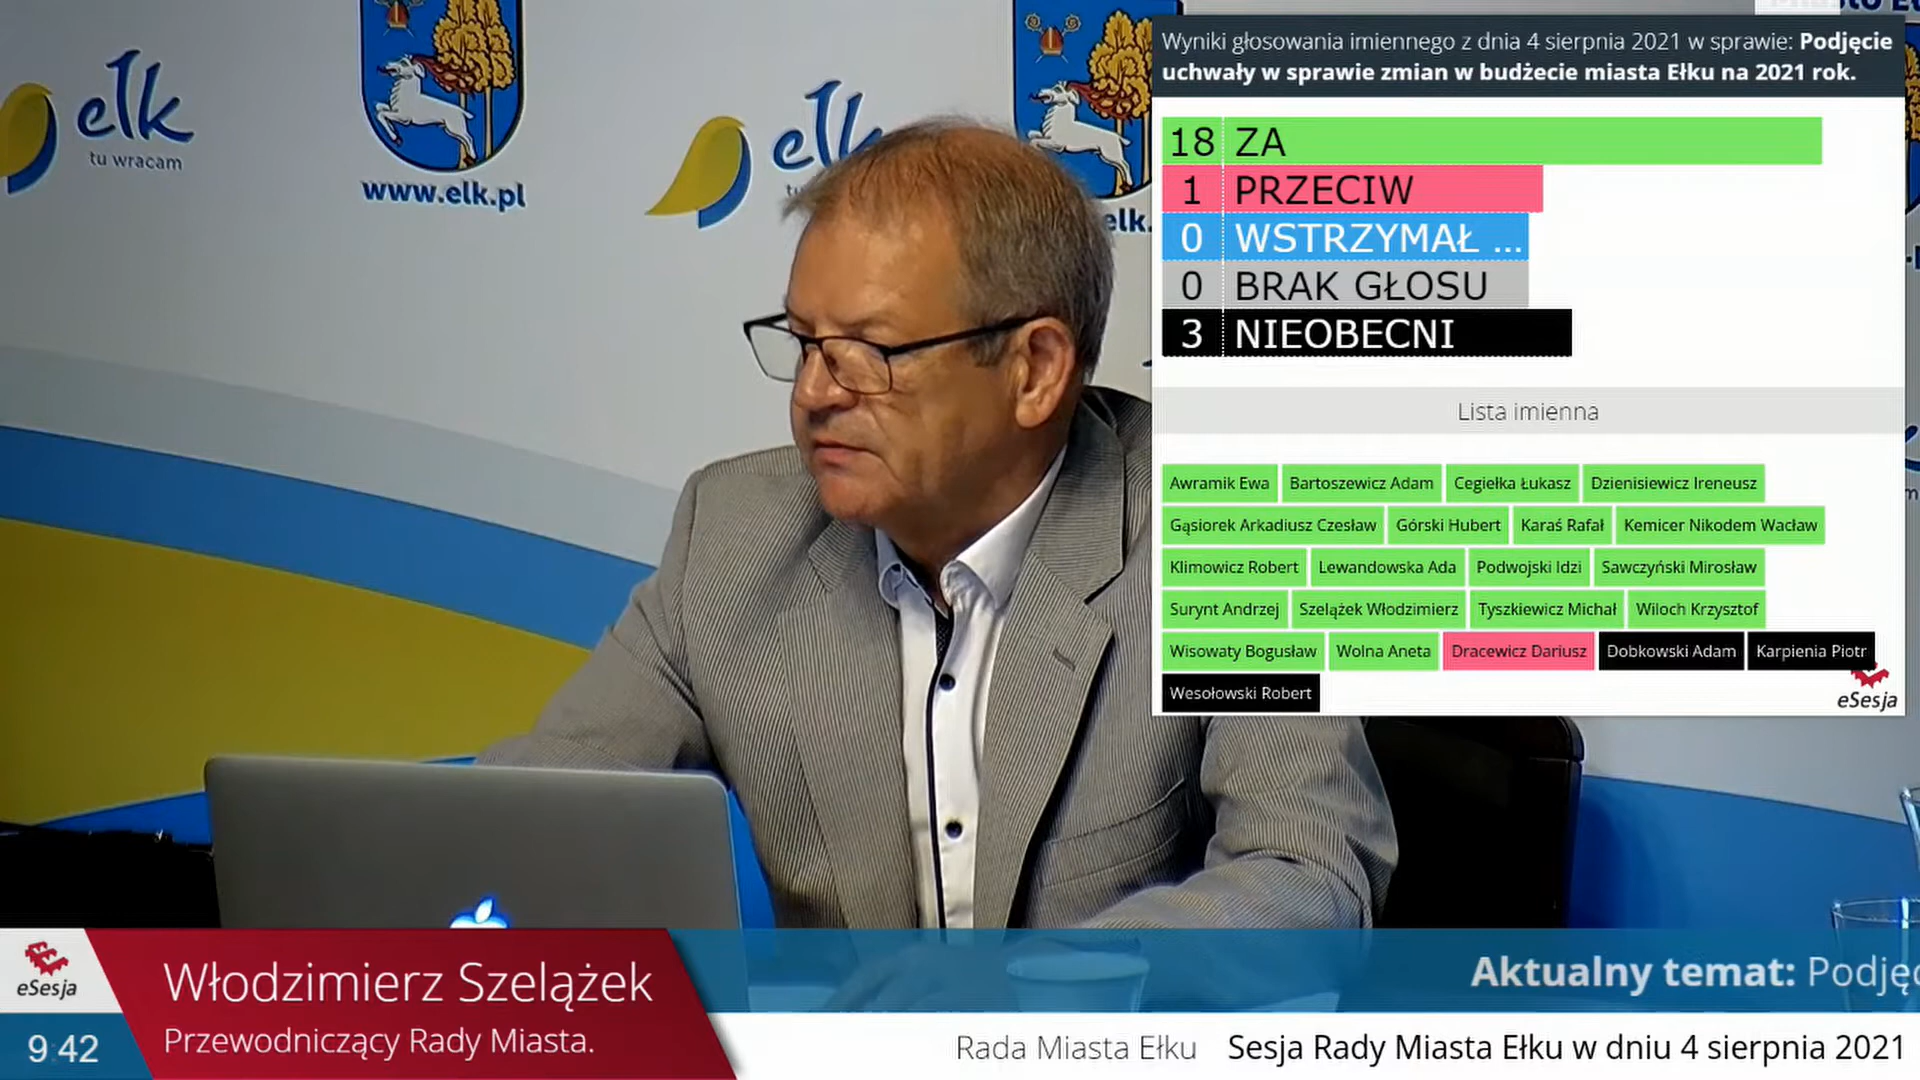 ełk
tu wracam
www.elk.pl
ełk
Wyniki głosowania imiennego z dnia 4 sierpnia 2021 w sprawie: Podjęcie
uchwały w sprawie zmian w budżecie miasta Ełku na 2021 rok.
18 ZA
1 PRZECIW
0 WSTRZYMAŁ ...
0 BRAK GŁOSU
3 NIEOBECNI
Lista imienna
Awramik Ewa Bartoszewicz Adam Cegiełka Łukasz Dzienisiewicz Ireneusz
Gąsiorek Arkadiusz Czesław Górski Hubert Karaś Rafał Kemicer Nikodem Wacław
Klimowicz Robert Lewandowska Ada Podwojski Idzi Sawczyński Mirosław
Surynt Andrzej Szelążek Włodzimierz Tyszkiewicz Michał Wiloch Krzysztof
Wisowaty Bogusław Wolna Aneta Dracewicz Dariusz Dobkowski Adam Karpienia Piotr
Wesołowski Robert
eSesja
eSesja
9:42
Włodzimierz Szelążek
Przewodniczący Rady Miasta.
Aktualny temat: Podjęc
Rada Miasta Ełku Sesja Rady Miasta Ełku w dniu 4 sierpnia 2021